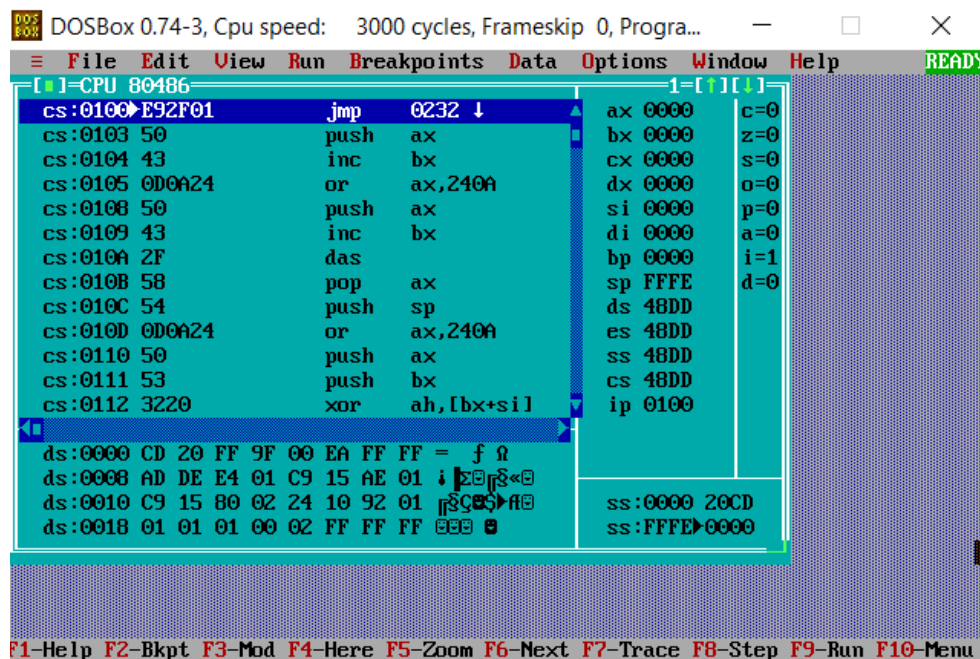 DOSBox 0.74-3, Cpu speed: 3000 cycles, Frameskip 0, Progra...
≡ File Edit View Run Breakpoints Data Options Window Help READY
=[■]=CPU 80486 1=[↑][↓]=
cs:0100►E92F01 jmp 0232 ↓ ax 0000 c=0
cs:0103 50 push ax bx 0000 z=0
cs:0104 43 inc bx cx 0000 s=0
cs:0105 0D0A24 or ax,240A dx 0000 o=0
cs:0108 50 push ax si 0000 p=0
cs:0109 43 inc bx di 0000 a=0
cs:010A 2F das bp 0000 i=1
cs:010B 58 pop ax sp FFFE d=0
cs:010C 54 push sp ds 48DD
cs:010D 0D0A24 or ax,240A es 48DD
cs:0110 50 push ax ss 48DD
cs:0111 53 push bx cs 48DD
cs:0112 3220 xor ah,[bx+si] ip 0100
ds:0000 CD 20 FF 9F 00 EA FF FF = ƒ Ω
ds:0008 AD DE E4 01 C9 15 AE 01 ¡▐Σ☺╔§«☺
ds:0010 C9 15 80 02 24 10 92 01 ╔§Ç☻$►Æ☺ ss:0000 20CD
ds:0018 01 01 01 00 02 FF FF FF ☺☺☺ ☻ ss:FFFE►0000
F1-Help F2-Bkpt F3-Mod F4-Here F5-Zoom F6-Next F7-Trace F8-Step F9-Run F10-Menu